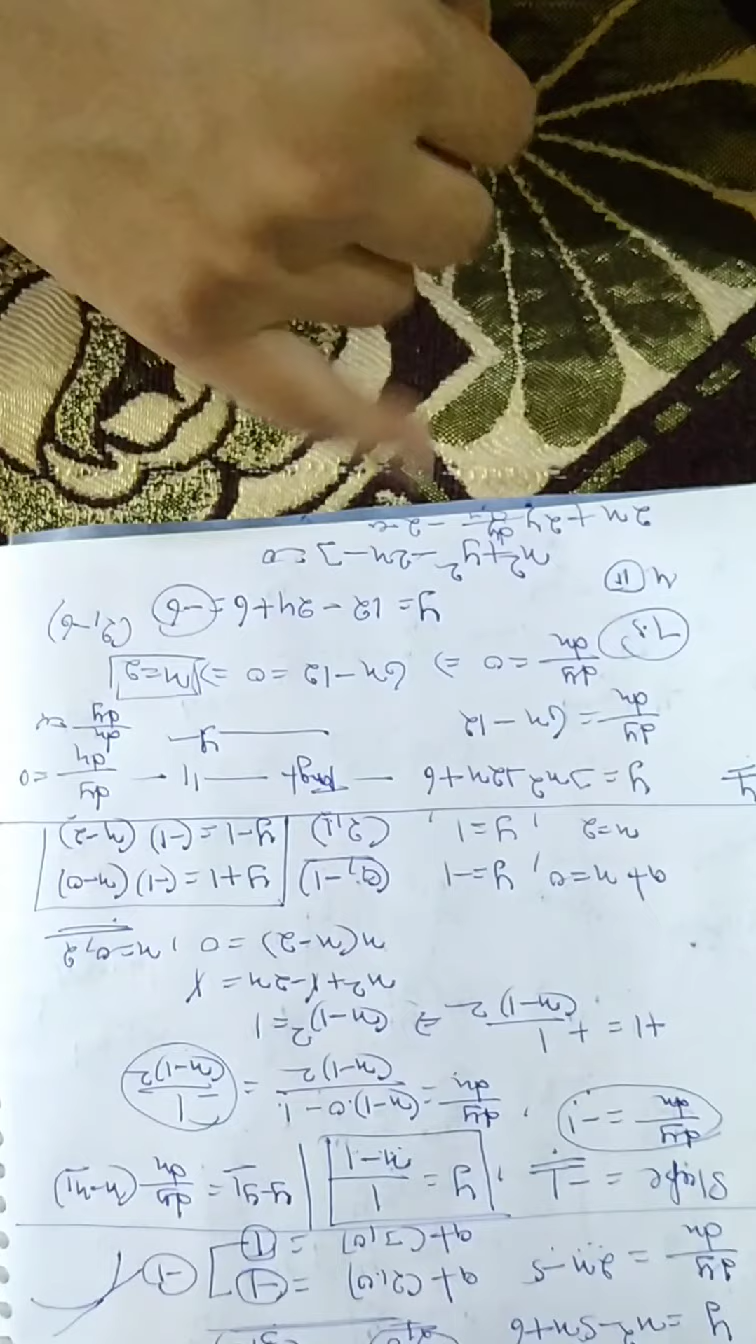 y = x²-5x+6
dy/dx = 2x-5 at (2,0) = -1
at (3,0) = 1 (-1)
Slope = -1, y = 1/(x-1) | y-y₁ = dy/dx (x-x₁)
dy/dx = -1, dy/dx = ((x-1)·0-1·1)/(x-1)² = -1/(x-1)²
+1 = +1/(x-1)² ⇒ (x-1)² = 1
x²+1-2x = 1
x(x-2) = 0, x=0,2
at x=0, y=-1 (0,-1) y+1 = (-1)(x-0)
x=2, y=1, (2,1) y-1 = (-1)(x-2)
y = 3x²-12x+6 — Tangt — 11 — dy/dx = 0
dy/dx = 6x-12 — y
dy/dx = 0 ⇒ 6x-12 = 0 ⇒ x=2
y = 12-24+6 = -6 (2,-6)
x²+y²-2x-3=0
2x+2y dy/dx - 2=